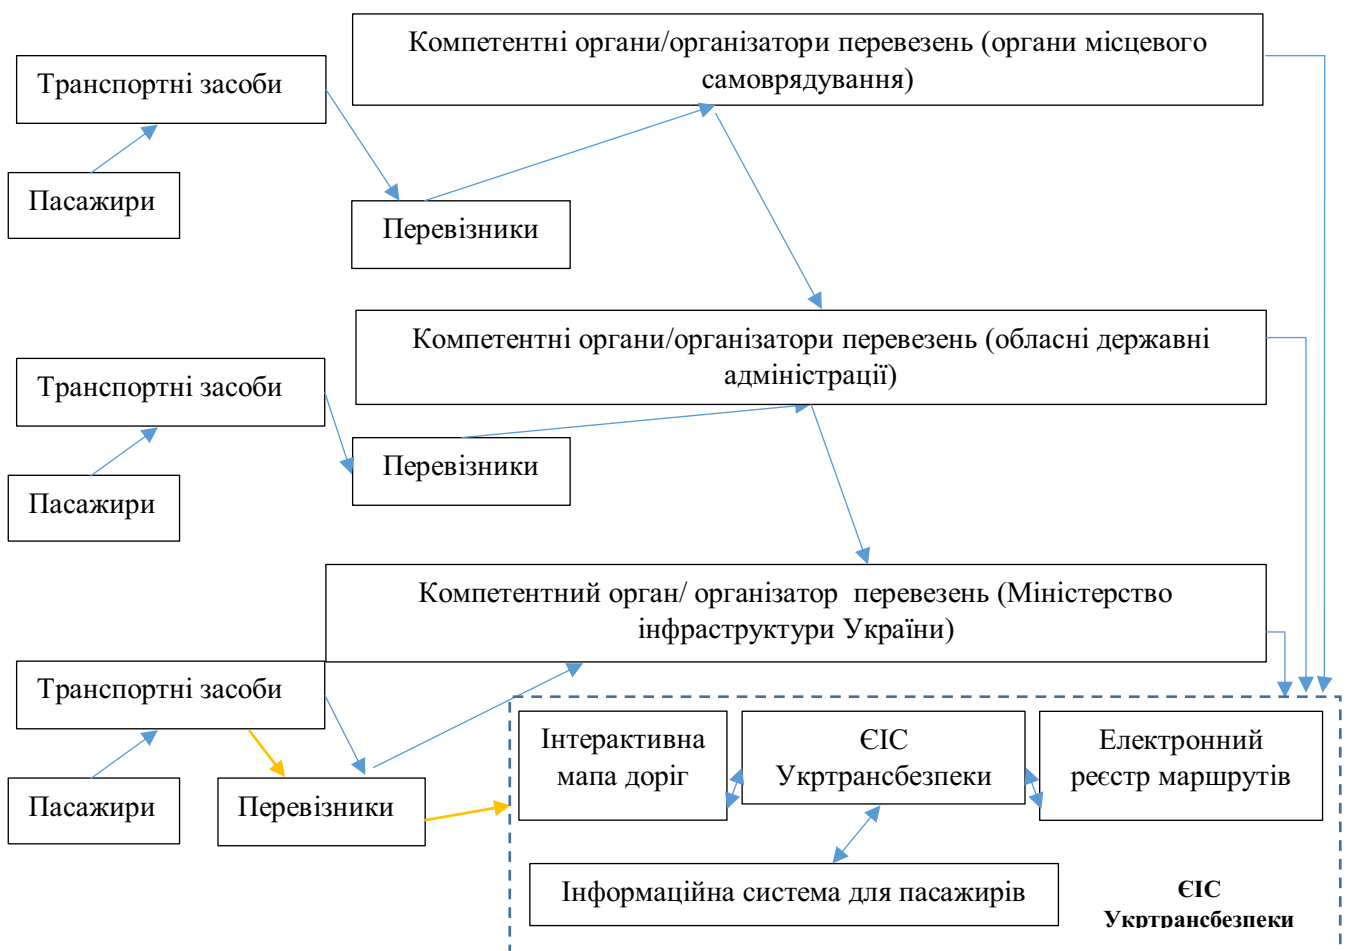 Компетентні органи/організатори перевезень (органи місцевого
самоврядування)
Транспортні засоби
Пасажири
Перевізники
Компетентні органи/організатори перевезень (обласні державні
адміністрації)
Транспортні засоби
Перевізники
Пасажири
Компетентний орган/ організатор  перевезень (Міністерство
інфраструктури України)
Транспортні засоби
Пасажири
Перевізники
Інтерактивна
мапа доріг
ЄІС
Укртрансбезпеки
Електронний
реєстр маршрутів
Інформаційна система для пасажирів
ЄІС
Укртрансбезпеки